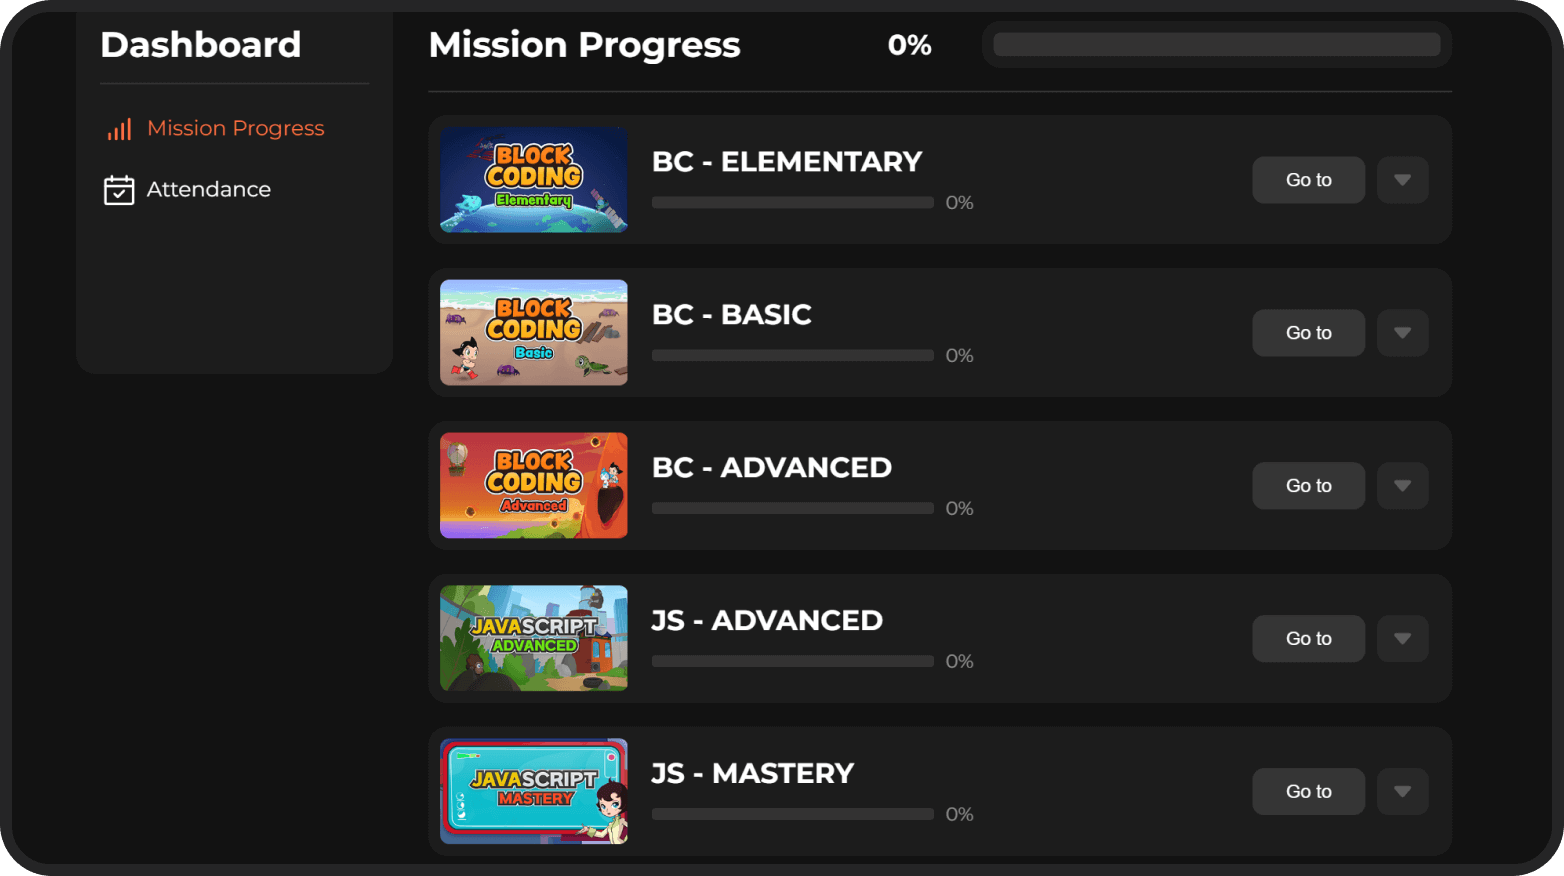 Dashboard
Mission Progress
Attendance
Mission Progress
0%
BLOCK
CODING
Elementary
BC - ELEMENTARY
0%
Go to
BLOCK
CODING
Basic
BC - BASIC
0%
Go to
BLOCK
CODING
Advanced
BC - ADVANCED
0%
Go to
JAVASCRIPT
ADVANCED
JS - ADVANCED
0%
Go to
JAVASCRIPT
MASTERY
JS - MASTERY
0%
Go to